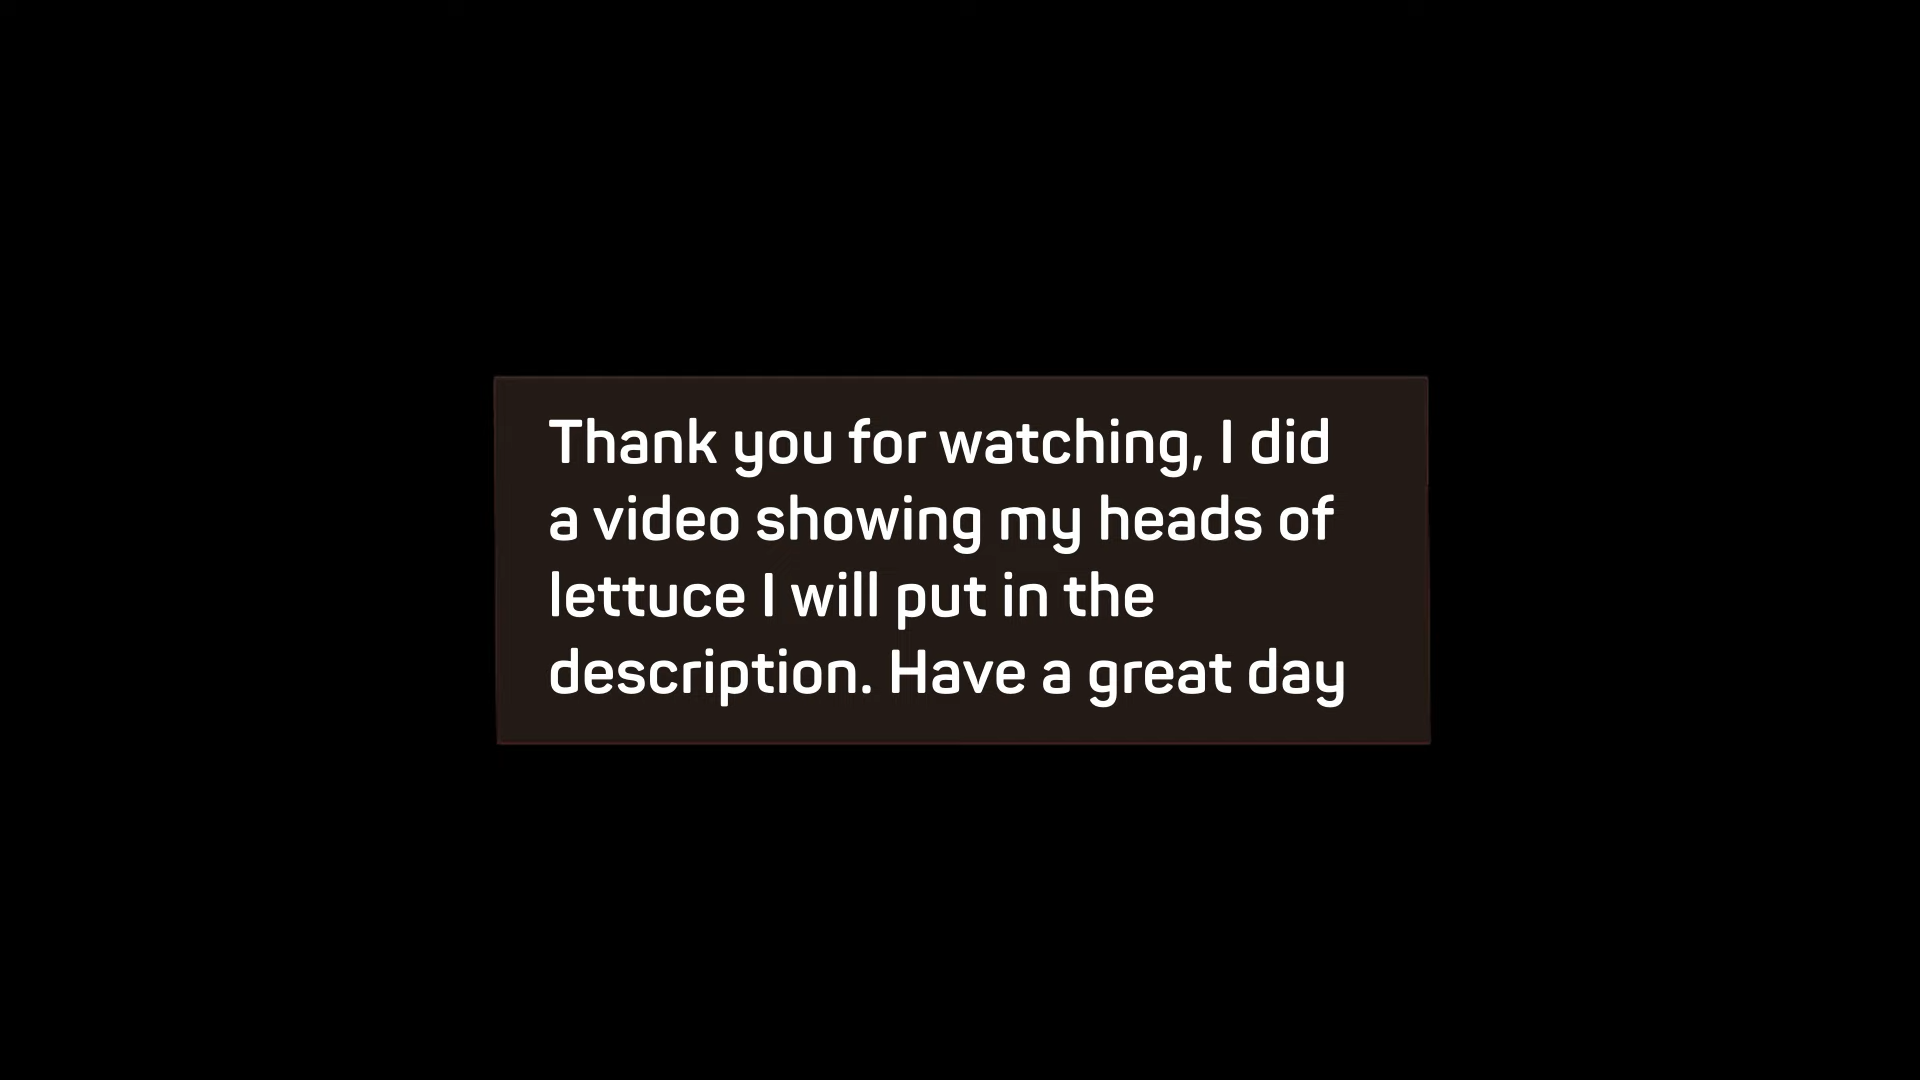 Thank you for watching, I did
a video showing my heads of
lettuce I will put in the
description. Have a great day